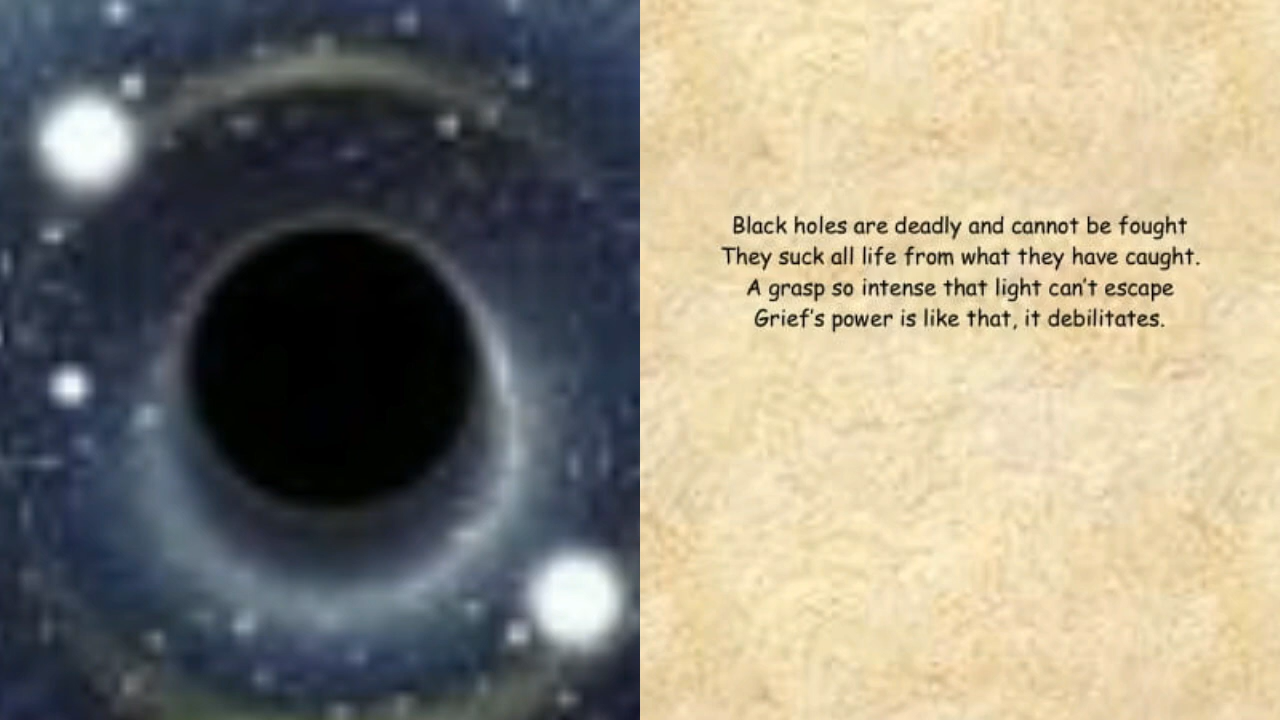 Black holes are deadly and cannot be fought
They suck all life from what they have caught.
A grasp so intense that light can't escape
Grief's power is like that, it debilitates.